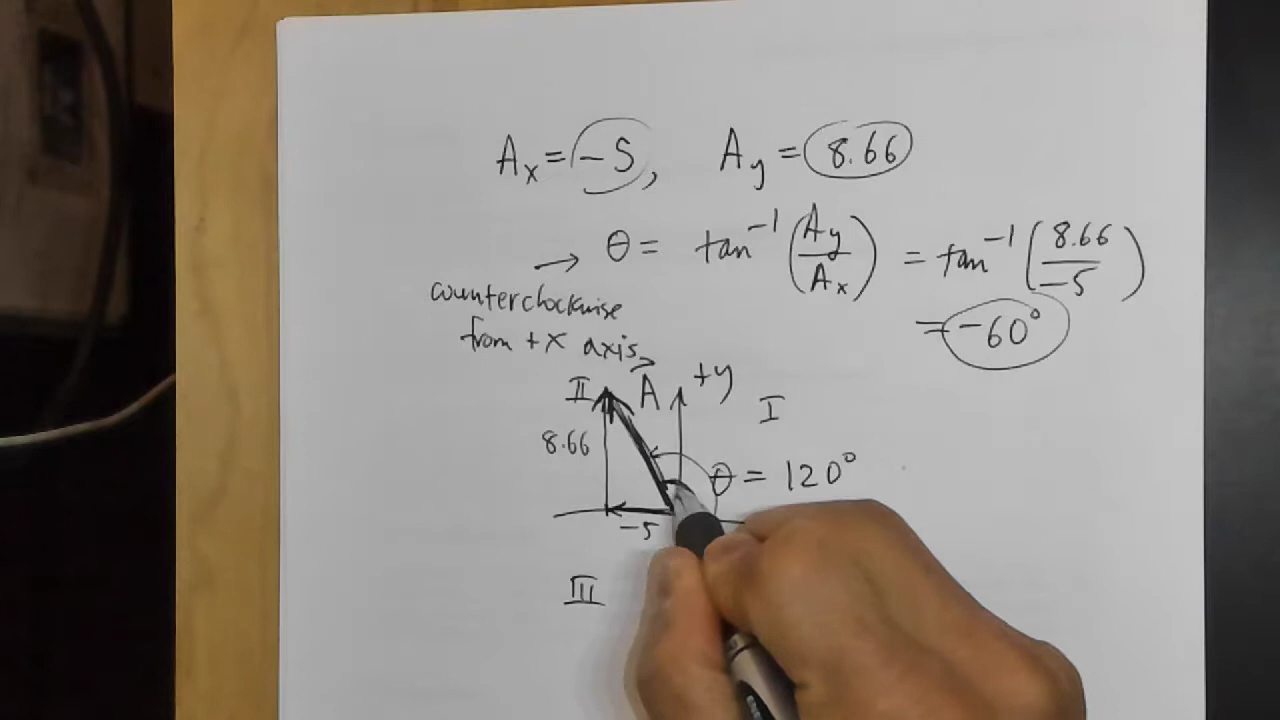 Ax = -5, Ay = 8.66
→ θ = tan⁻¹(Ay/Ax) = tan⁻¹(8.66/-5)
counterclockwise
from +x axis
= -60°
II A⃗ +y I
8.66
θ = 120°
-5
III